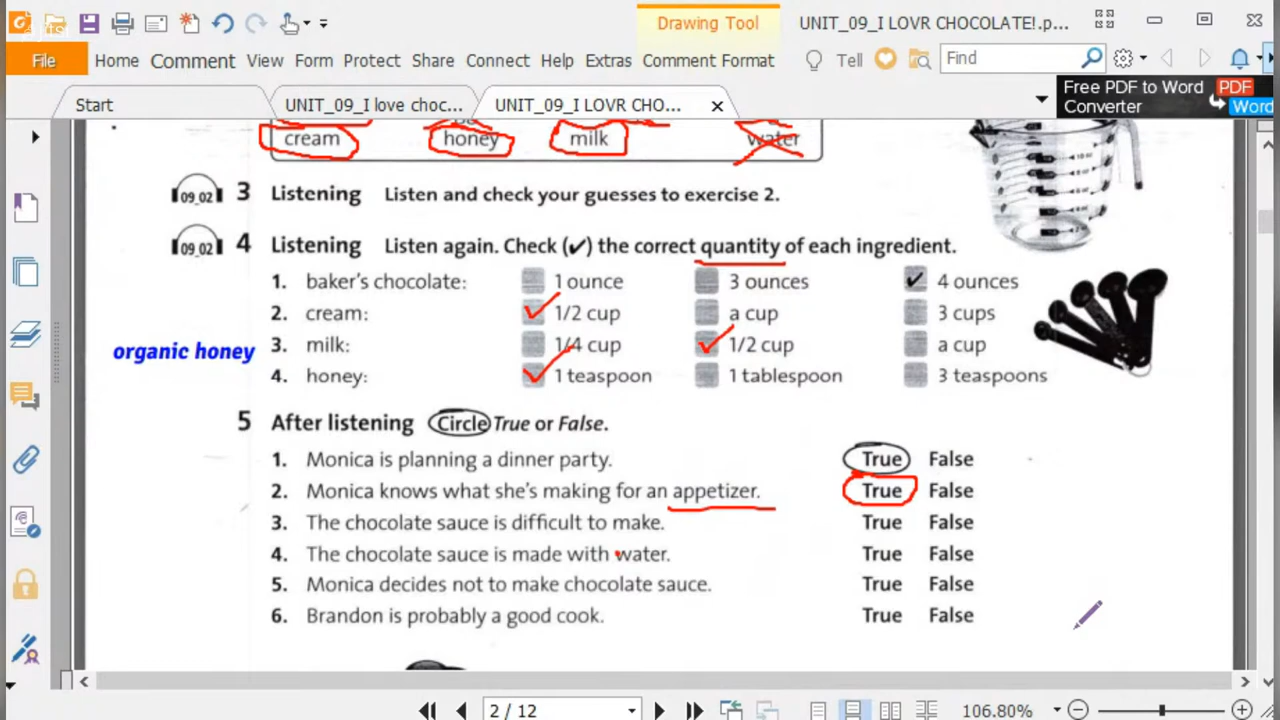 Drawing Tool
UNIT_09_I LOVR CHOCOLATE!.p...
File
Home Comment View Form Protect Share Connect Help Extras Comment Format
Tell
Find
Start
UNIT_09_I love choc...
UNIT_09_I LOVR CHO...
Free PDF to Word
Converter
PDF
Word
cream honey milk water
09_02 3 Listening Listen and check your guesses to exercise 2.
09_02 4 Listening Listen again. Check (✔) the correct quantity of each ingredient.
1. baker's chocolate: 1 ounce 3 ounces 4 ounces
2. cream: 1/2 cup a cup 3 cups
3. milk: 1/4 cup 1/2 cup a cup
organic honey
4. honey: 1 teaspoon 1 tablespoon 3 teaspoons
5 After listening Circle True or False.
1. Monica is planning a dinner party. True False
2. Monica knows what she's making for an appetizer. True False
3. The chocolate sauce is difficult to make. True False
4. The chocolate sauce is made with water. True False
5. Monica decides not to make chocolate sauce. True False
6. Brandon is probably a good cook. True False
2 / 12
106.80%